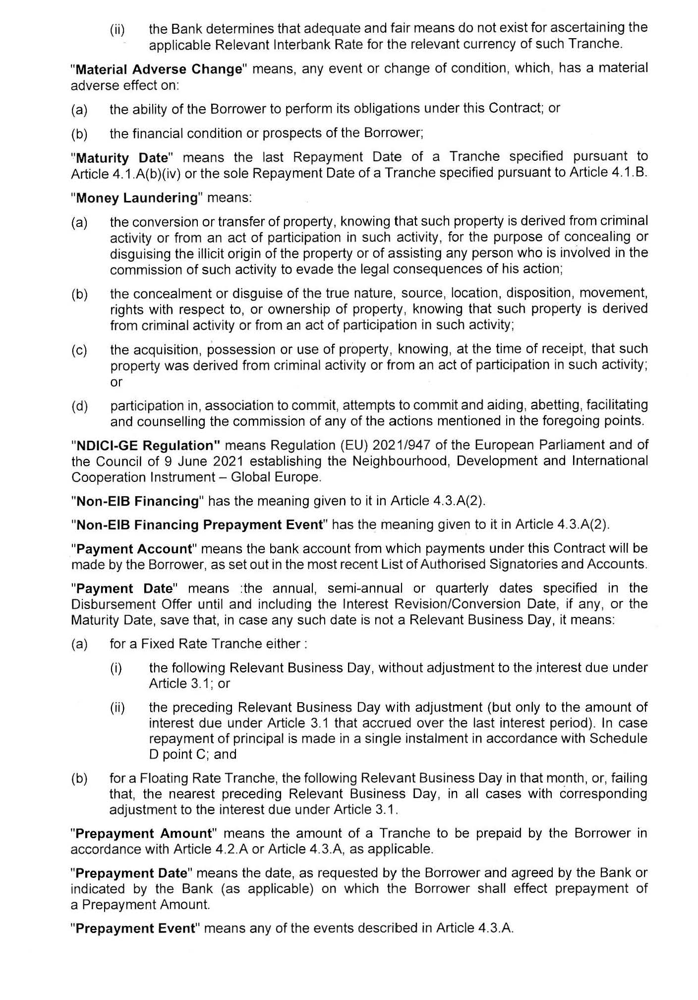 (ii) the Bank determines that adequate and fair means do not exist for ascertaining the
applicable Relevant Interbank Rate for the relevant currency of such Tranche.
"Material Adverse Change" means, any event or change of condition, which, has a material
adverse effect on:
(a) the ability of the Borrower to perform its obligations under this Contract; or
(b) the financial condition or prospects of the Borrower;
"Maturity Date" means the last Repayment Date of a Tranche specified pursuant to
Article 4.1.A(b)(iv) or the sole Repayment Date of a Tranche specified pursuant to Article 4.1.B.
"Money Laundering" means:
(a) the conversion or transfer of property, knowing that such property is derived from criminal
activity or from an act of participation in such activity, for the purpose of concealing or
disguising the illicit origin of the property or of assisting any person who is involved in the
commission of such activity to evade the legal consequences of his action;
(b) the concealment or disguise of the true nature, source, location, disposition, movement,
rights with respect to, or ownership of property, knowing that such property is derived
from criminal activity or from an act of participation in such activity;
(c) the acquisition, possession or use of property, knowing, at the time of receipt, that such
property was derived from criminal activity or from an act of participation in such activity;
or
(d) participation in, association to commit, attempts to commit and aiding, abetting, facilitating
and counselling the commission of any of the actions mentioned in the foregoing points.
"NDICI-GE Regulation" means Regulation (EU) 2021/947 of the European Parliament and of
the Council of 9 June 2021 establishing the Neighbourhood, Development and International
Cooperation Instrument – Global Europe.
"Non-EIB Financing" has the meaning given to it in Article 4.3.A(2).
"Non-EIB Financing Prepayment Event" has the meaning given to it in Article 4.3.A(2).
"Payment Account" means the bank account from which payments under this Contract will be
made by the Borrower, as set out in the most recent List of Authorised Signatories and Accounts.
"Payment Date" means :the annual, semi-annual or quarterly dates specified in the
Disbursement Offer until and including the Interest Revision/Conversion Date, if any, or the
Maturity Date, save that, in case any such date is not a Relevant Business Day, it means:
(a) for a Fixed Rate Tranche either :
(i) the following Relevant Business Day, without adjustment to the interest due under
Article 3.1; or
(ii) the preceding Relevant Business Day with adjustment (but only to the amount of
interest due under Article 3.1 that accrued over the last interest period). In case
repayment of principal is made in a single instalment in accordance with Schedule
D point C; and
(b) for a Floating Rate Tranche, the following Relevant Business Day in that month, or, failing
that, the nearest preceding Relevant Business Day, in all cases with corresponding
adjustment to the interest due under Article 3.1.
"Prepayment Amount" means the amount of a Tranche to be prepaid by the Borrower in
accordance with Article 4.2.A or Article 4.3.A, as applicable.
"Prepayment Date" means the date, as requested by the Borrower and agreed by the Bank or
indicated by the Bank (as applicable) on which the Borrower shall effect prepayment of
a Prepayment Amount.
"Prepayment Event" means any of the events described in Article 4.3.A.